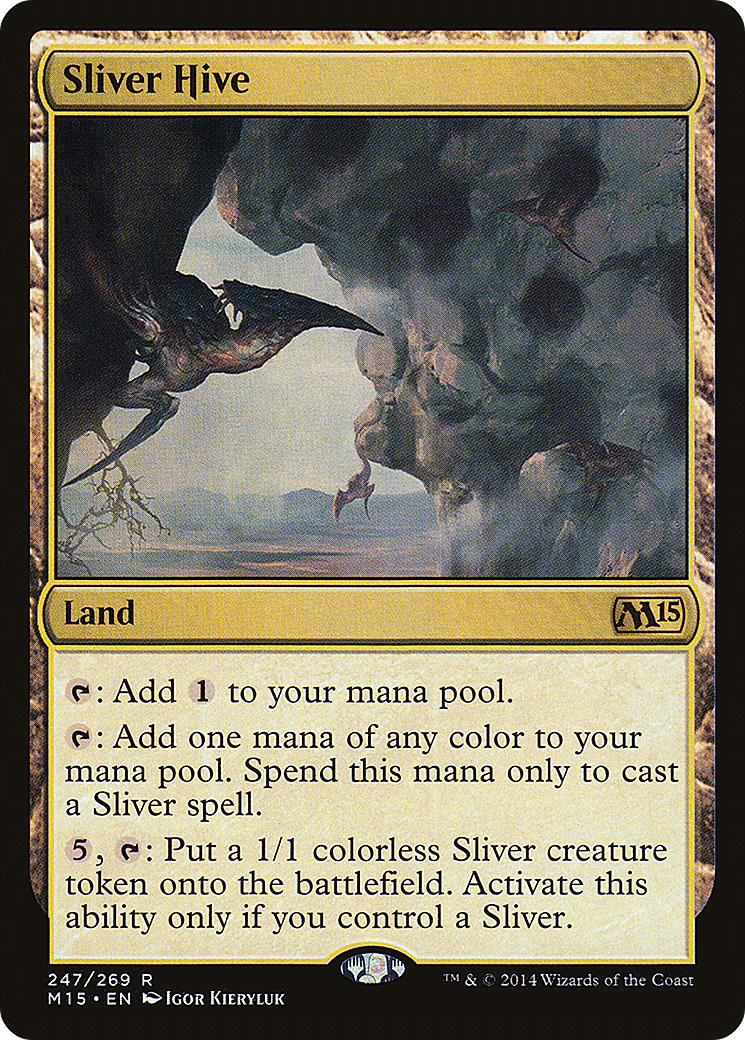 Sliver Hive
Land
M15
: Add 1 to your mana pool.
: Add one mana of any color to your
mana pool. Spend this mana only to cast
a Sliver spell.
5, : Put a 1/1 colorless Sliver creature
token onto the battlefield. Activate this
ability only if you control a Sliver.
247/269 R
M15 • EN Igor Kieryluk
™ & © 2014 Wizards of the Coast